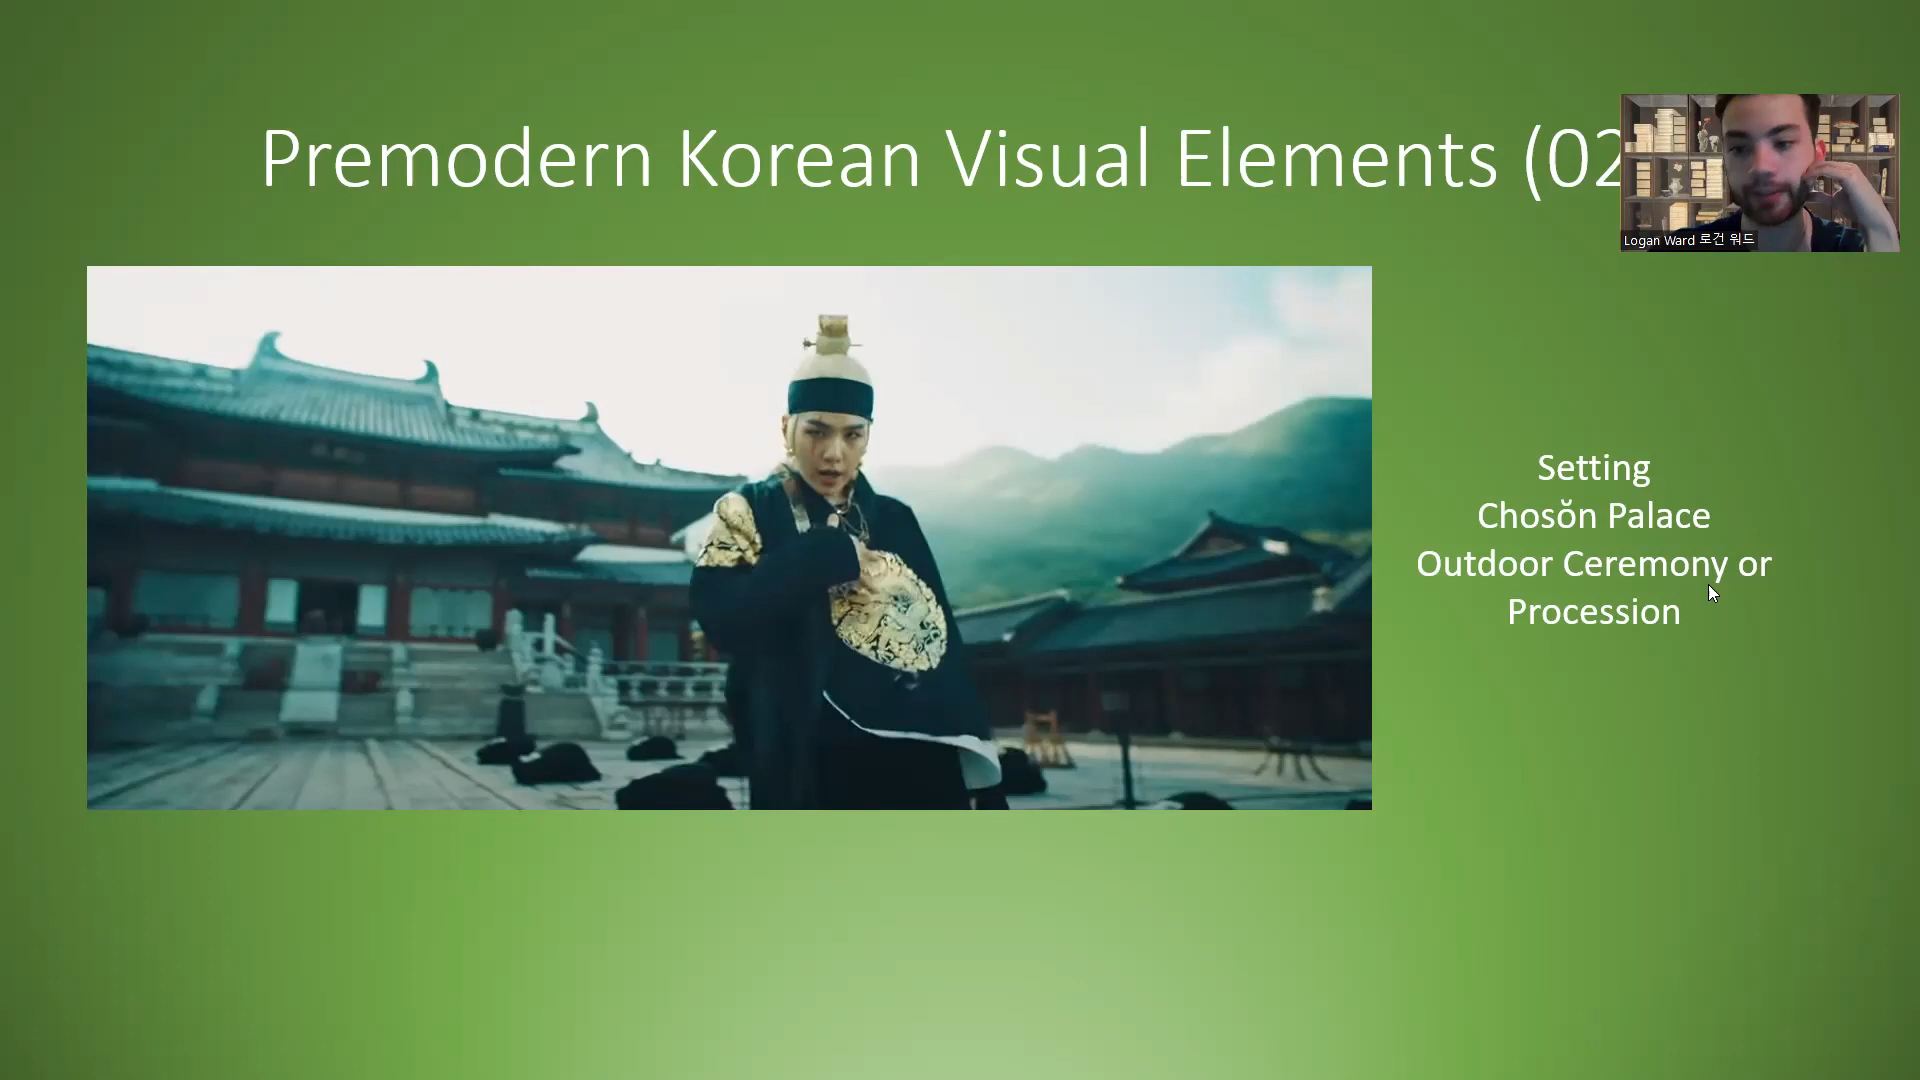 Premodern Korean Visual Elements (02
Logan Ward 로건 워드
Setting
Chosŏn Palace
Outdoor Ceremony or
Procession